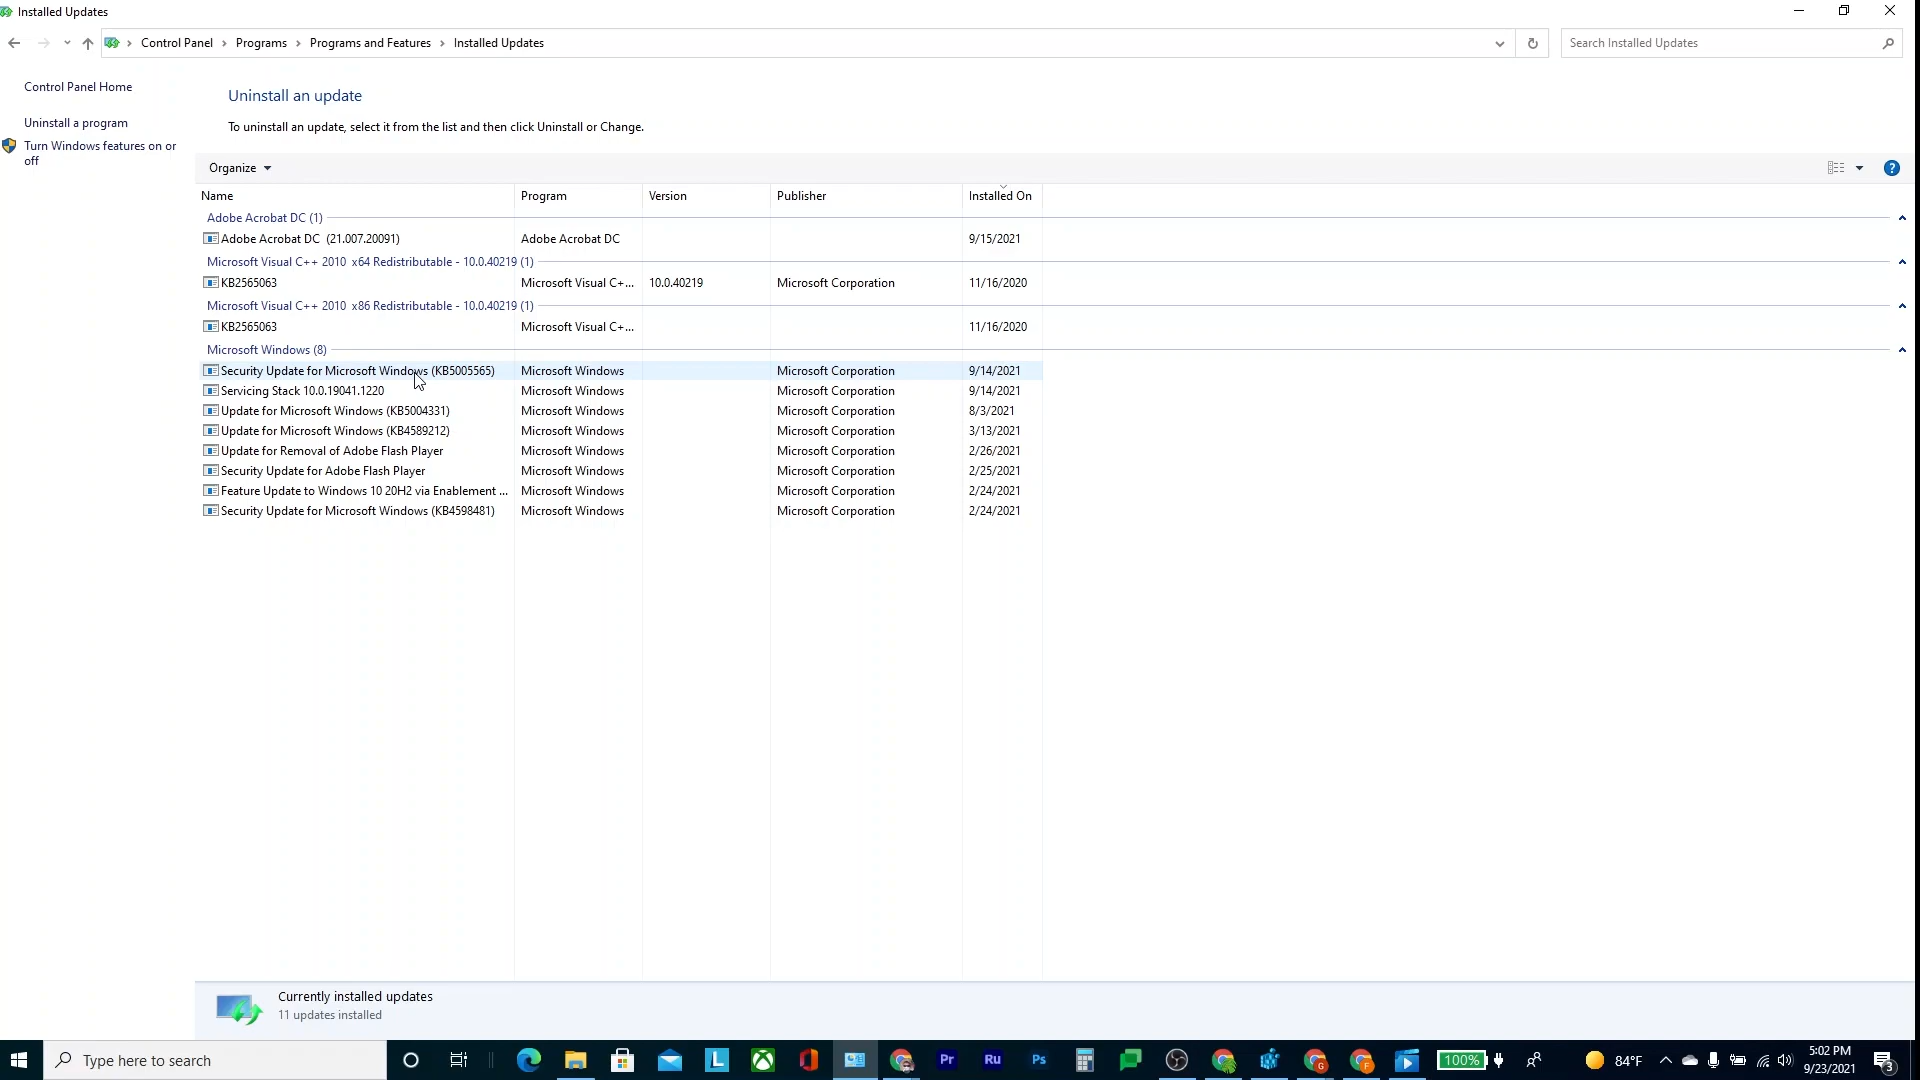 Installed Updates
Control Panel > Programs > Programs and Features > Installed Updates
Search Installed Updates
Control Panel Home
Uninstall a program
Turn Windows features on or
off
Uninstall an update
To uninstall an update, select it from the list and then click Uninstall or Change.
Organize
Name Program Version Publisher Installed On
Adobe Acrobat DC (1)
Adobe Acrobat DC (21.007.20091) Adobe Acrobat DC 9/15/2021
Microsoft Visual C++ 2010 x64 Redistributable - 10.0.40219 (1)
KB2565063 Microsoft Visual C+... 10.0.40219 Microsoft Corporation 11/16/2020
Microsoft Visual C++ 2010 x86 Redistributable - 10.0.40219 (1)
KB2565063 Microsoft Visual C+... 11/16/2020
Microsoft Windows (8)
Security Update for Microsoft Windows (KB5005565) Microsoft Windows Microsoft Corporation 9/14/2021
Servicing Stack 10.0.19041.1220 Microsoft Windows Microsoft Corporation 9/14/2021
Update for Microsoft Windows (KB5004331) Microsoft Windows Microsoft Corporation 8/3/2021
Update for Microsoft Windows (KB4589212) Microsoft Windows Microsoft Corporation 3/13/2021
Update for Removal of Adobe Flash Player Microsoft Windows Microsoft Corporation 2/26/2021
Security Update for Adobe Flash Player Microsoft Windows Microsoft Corporation 2/25/2021
Feature Update to Windows 10 20H2 via Enablement ... Microsoft Windows Microsoft Corporation 2/24/2021
Security Update for Microsoft Windows (KB4598481) Microsoft Windows Microsoft Corporation 2/24/2021
Currently installed updates
11 updates installed
Type here to search
L
Pr
Ru
Ps
G
F
100%
84°F
5:02 PM
9/23/2021
3